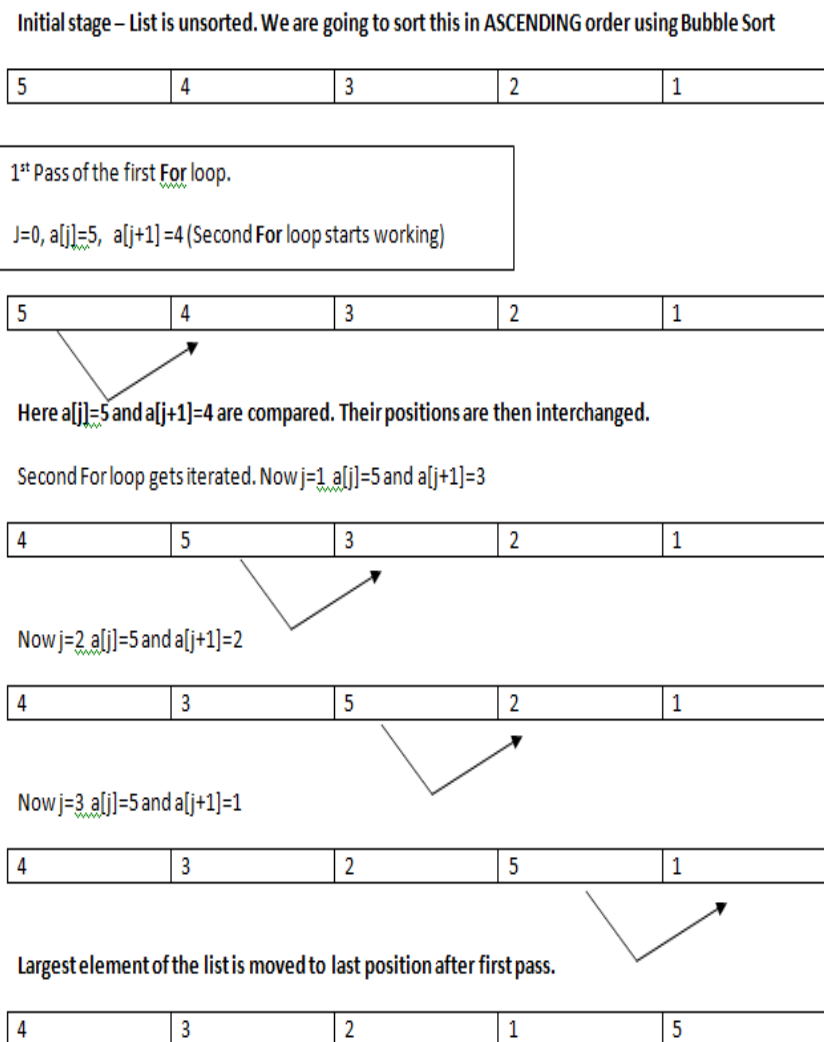 Initial stage – List is unsorted. We are going to sort this in ASCENDING order using Bubble Sort
5 4 3 2 1
1st Pass of the first For loop.
J=0, a[j]=5, a[j+1] =4 (Second For loop starts working)
5 4 3 2 1
Here a[j]=5 and a[j+1]=4 are compared. Their positions are then interchanged.
Second For loop gets iterated. Now j=1 a[j]=5 and a[j+1]=3
4 5 3 2 1
Now j=2 a[j]=5 and a[j+1]=2
4 3 5 2 1
Now j=3 a[j]=5 and a[j+1]=1
4 3 2 5 1
Largest element of the list is moved to last position after first pass.
4 3 2 1 5